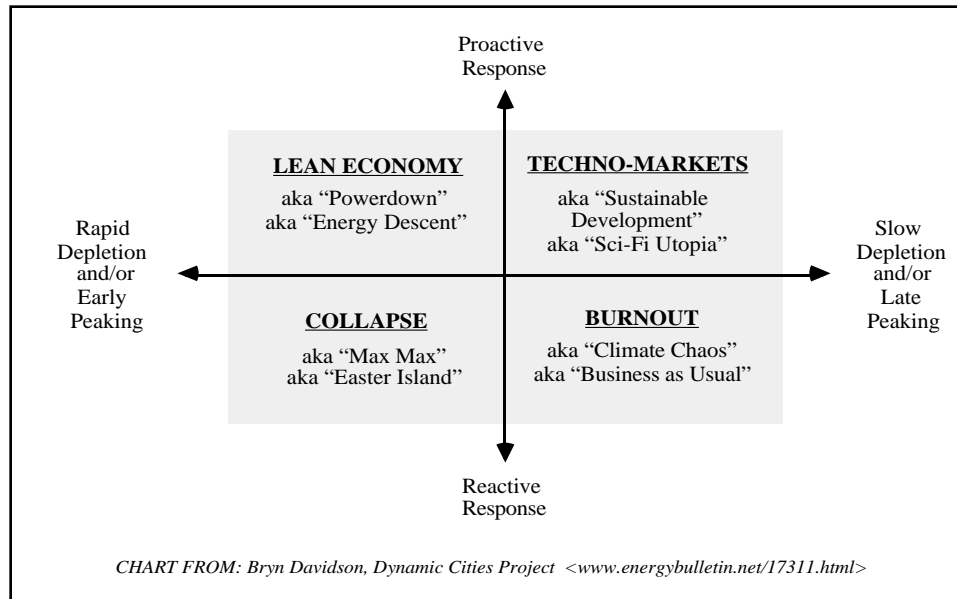 Proactive
Response
LEAN ECONOMY
aka “Powerdown”
aka “Energy Descent”
TECHNO-MARKETS
aka “Sustainable
Development”
aka “Sci-Fi Utopia”
Rapid
Depletion
and/or
Early
Peaking
Slow
Depletion
and/or
Late
Peaking
COLLAPSE
aka “Max Max”
aka “Easter Island”
BURNOUT
aka “Climate Chaos”
aka “Business as Usual”
Reactive
Response
CHART FROM: Bryn Davidson, Dynamic Cities Project <www.energybulletin.net/17311.html>